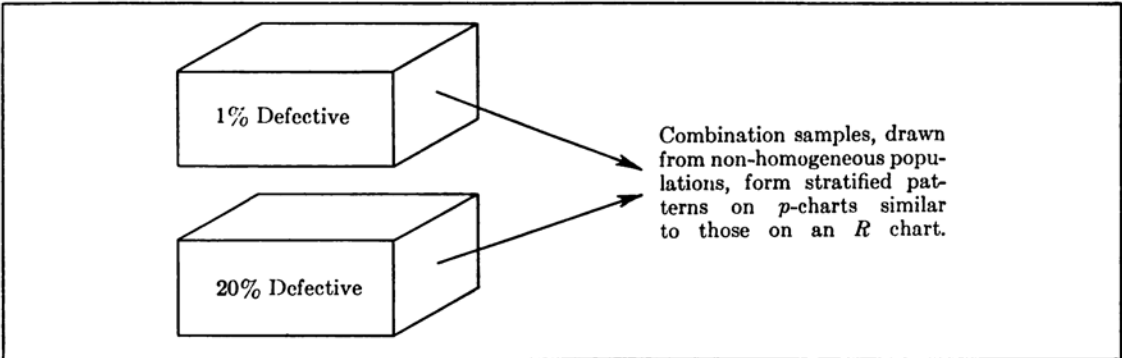 1% Defective
20% Defective
Combination samples, drawn
from non-homogeneous popu-
lations, form stratified pat-
terns on p-charts similar
to those on an R chart.